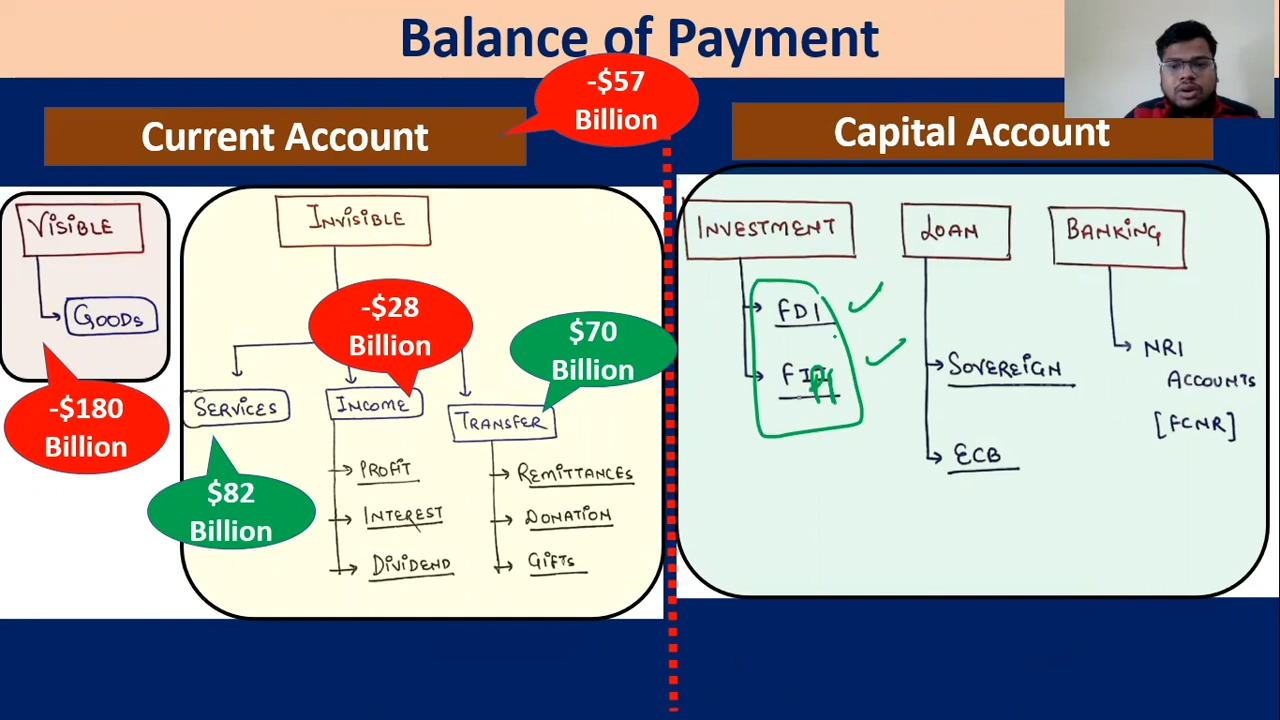 Balance of Payment
-$57
Billion
Current Account
Capital Account
VISIBLE
GOODS
-$180
Billion
INVISIBLE
-$28
Billion
$70
Billion
SERVICES
INCOME
TRANSFER
$82
Billion
PROFIT
INTEREST
DIVIDEND
REMITTANCES
DONATION
GIFTS
INVESTMENT
FDI
LOAN
SOVEREIGN
ECB
BANKING
NRI
ACCOUNTS
[FCNR]